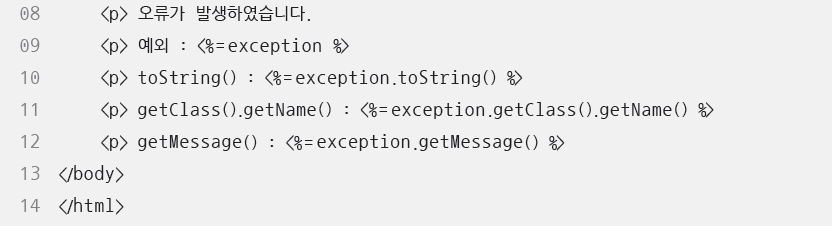 08 <p> 오류가 발생하였습니다.
09 <p> 예외 : <%=exception %>
10 <p> toString() : <%=exception.toString() %>
11 <p> getClass().getName() : <%=exception.getClass().getName() %>
12 <p> getMessage() : <%=exception.getMessage() %>
13 </body>
14 </html>